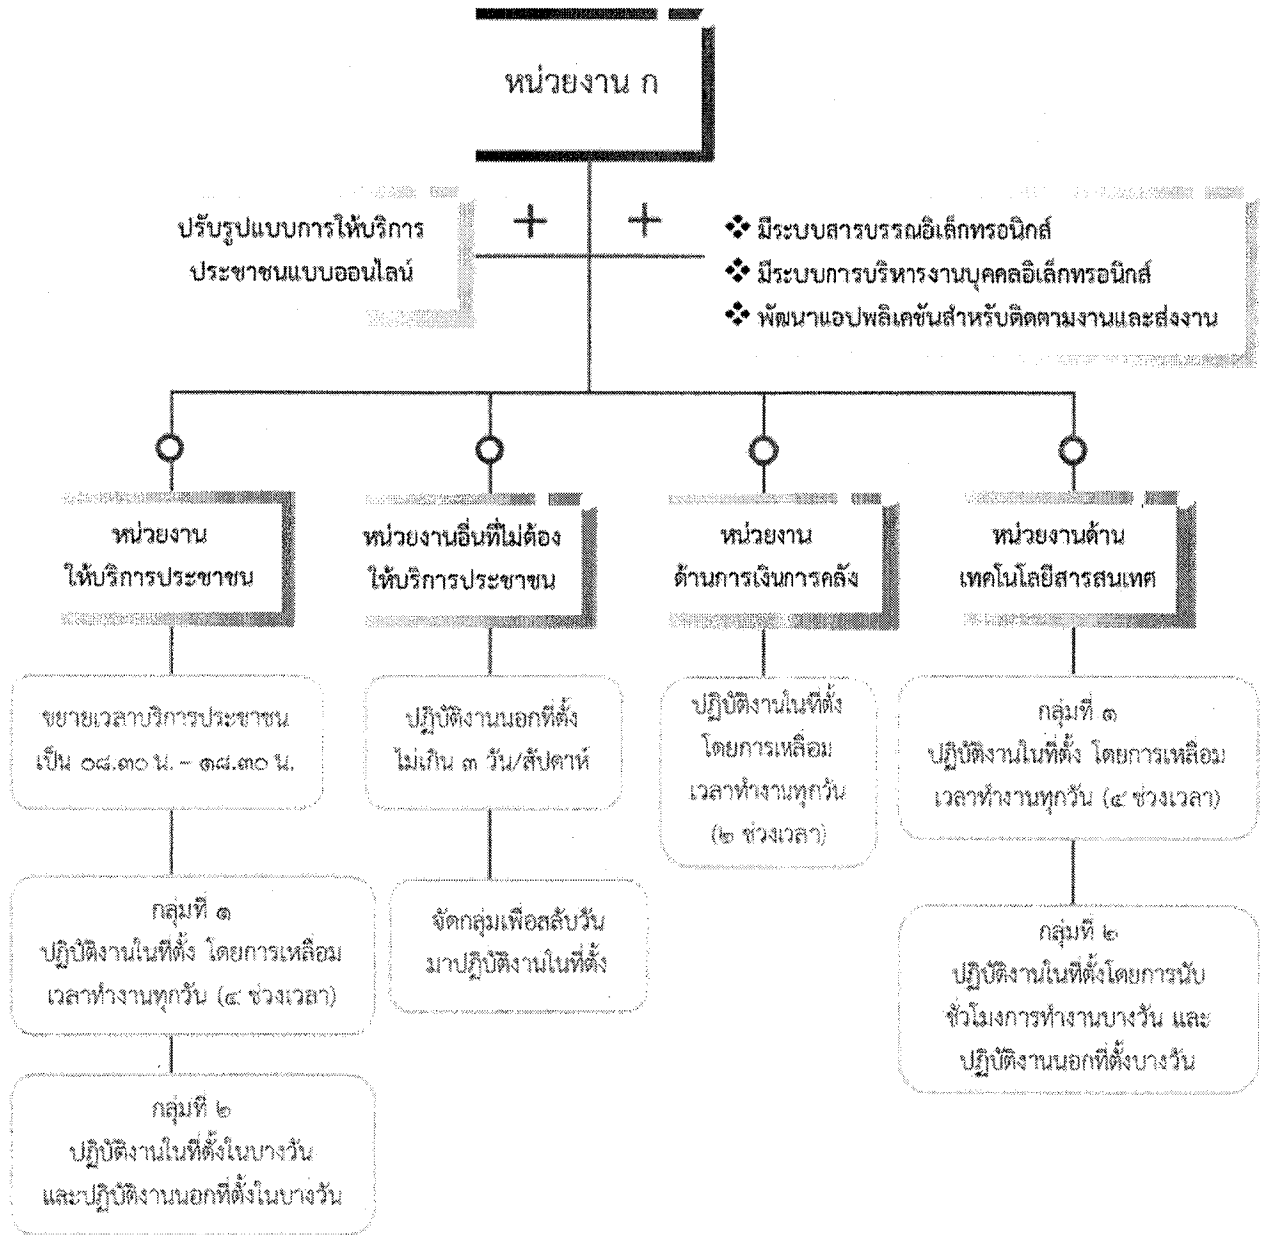 หน่วยงาน ก
ปรับรูปแบบการให้บริการ
ประชาชนแบบออนไลน์
❖ มีระบบสารบรรณอิเล็กทรอนิกส์
❖ มีระบบการบริหารงานบุคคลอิเล็กทรอนิกส์
❖ พัฒนาแอปพลิเคชันสำหรับติดตามงานและส่งงาน
หน่วยงาน
ให้บริการประชาชน
ขยายเวลาบริการประชาชน
เป็น ๐๘.๓๐ น. – ๑๘.๓๐ น.
กลุ่มที่ ๑
ปฏิบัติงานในที่ตั้ง โดยการเหลื่อม
เวลาทำงานทุกวัน (๔ ช่วงเวลา)
กลุ่มที่ ๒
ปฏิบัติงานในที่ตั้งในบางวัน
และปฏิบัติงานนอกที่ตั้งในบางวัน
หน่วยงานอื่นที่ไม่ต้อง
ให้บริการประชาชน
ปฏิบัติงานนอกที่ตั้ง
ไม่เกิน ๓ วัน/สัปดาห์
จัดกลุ่มเพื่อสลับวัน
มาปฏิบัติงานในที่ตั้ง
หน่วยงาน
ด้านการเงินการคลัง
ปฏิบัติงานในที่ตั้ง
โดยการเหลื่อม
เวลาทำงานทุกวัน
(๒ ช่วงเวลา)
หน่วยงานด้าน
เทคโนโลยีสารสนเทศ
กลุ่มที่ ๑
ปฏิบัติงานในที่ตั้ง โดยการเหลื่อม
เวลาทำงานทุกวัน (๔ ช่วงเวลา)
กลุ่มที่ ๒
ปฏิบัติงานในที่ตั้งโดยการนับ
ชั่วโมงการทำงานบางวัน และ
ปฏิบัติงานนอกที่ตั้งบางวัน